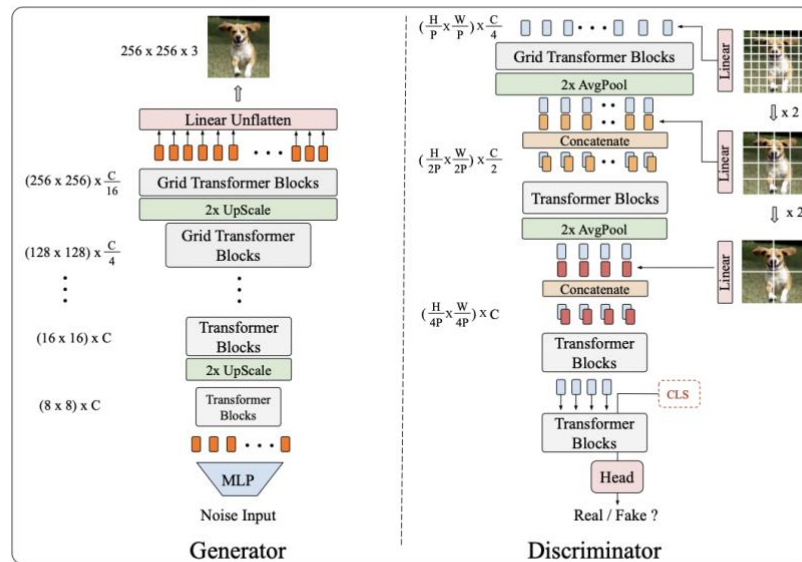 256 x 256 x 3
Linear Unflatten
(256 x 256) x C/16
Grid Transformer Blocks
2x UpScale
(128 x 128) x C/4
Grid Transformer
Blocks
(16 x 16) x C
Transformer
Blocks
2x UpScale
(8 x 8) x C
Transformer
Blocks
MLP
Noise Input
Generator
(H/P x W/P) x C/4
Linear
Grid Transformer Blocks
2x AvgPool
x 2
Concatenate
(H/2P x W/2P) x C/2
Linear
Transformer Blocks
2x AvgPool
x 2
Linear
Concatenate
(H/4P x W/4P) x C
Transformer
Blocks
CLS
Transformer
Blocks
Head
Real / Fake ?
Discriminator